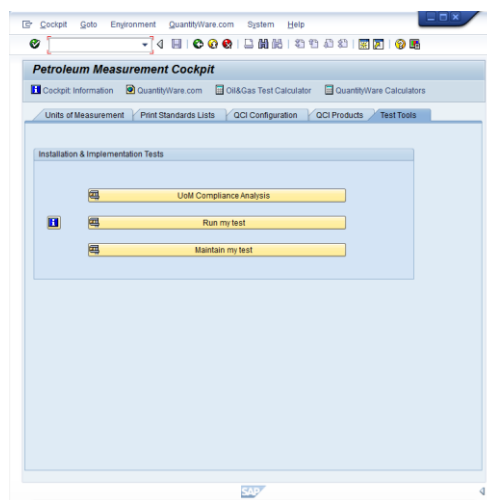 Cockpit Goto Environment QuantityWare.com System Help
Petroleum Measurement Cockpit
Cockpit Information QuantityWare.com Oil&Gas Test Calculator QuantityWare Calculators
Units of Measurement Print Standards Lists QCI Configuration QCI Products Test Tools
Installation & Implementation Tests
UoM Compliance Analysis
Run my test
Maintain my test
SAP